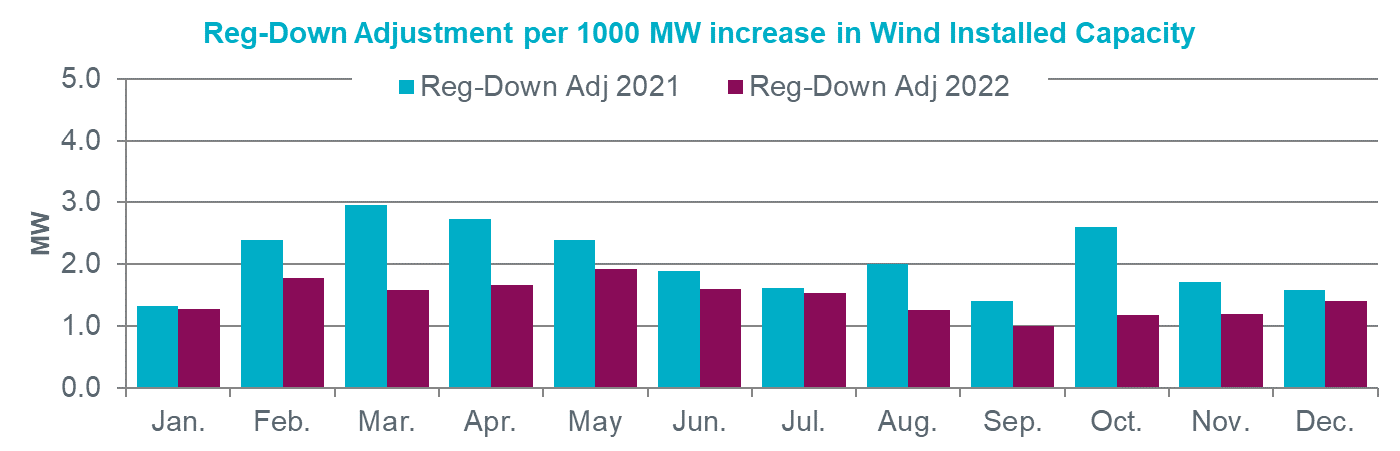 Reg-Down Adjustment per 1000 MW increase in Wind Installed Capacity
Reg-Down Adj 2021 Reg-Down Adj 2022
5.0
4.0
3.0
2.0
1.0
0.0
MW
Jan. Feb. Mar. Apr. May Jun. Jul. Aug. Sep. Oct. Nov. Dec.